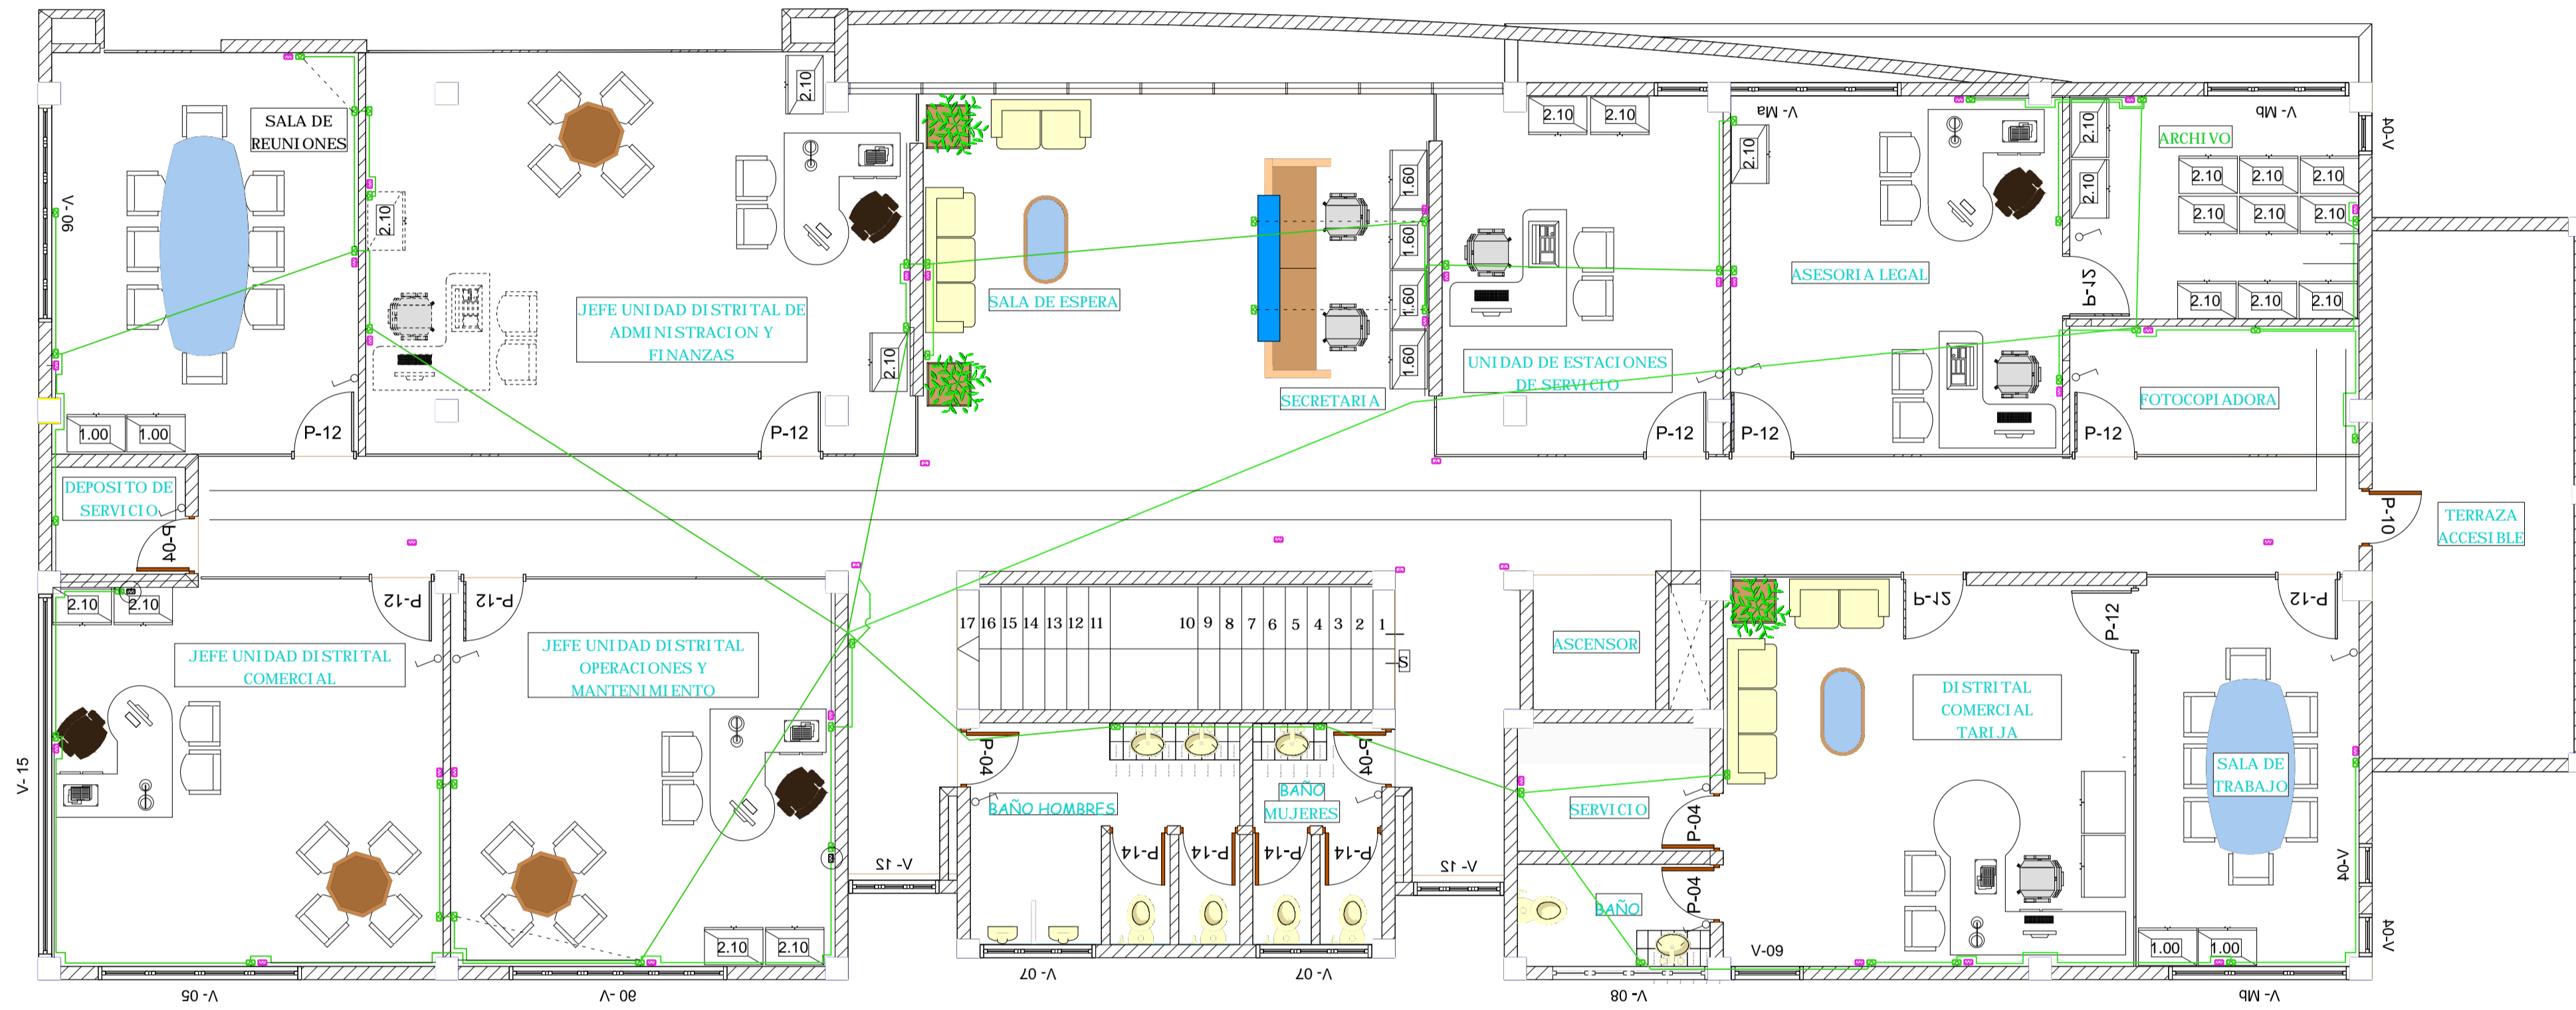 SALA DE
REUNIONES
V- 06
2.10
2.10
1.00
1.00
P-12
JEFE UNIDAD DISTRITAL DE
ADMINISTRACION Y
FINANZAS
2.10
P-12
SALA DE ESPERA
SECRETARIA
1.60
1.60
1.60
1.60
2.10
2.10
UNIDAD DE ESTACIONES
DE SERVICIO
P-12
V- Ma
2.10
ASESORIA LEGAL
P-12
P-12
2.10
2.10
ARCHIVO
V- Mb
2.10
2.10
2.10
2.10
2.10
2.10
2.10
2.10
2.10
V-04
FOTOCOPIADORA
P-12
DEPOSITO DE
SERVICIO
P-04
P-10
TERRAZA
ACCESIBLE
2.10
2.10
P-12
P-12
JEFE UNIDAD DISTRITAL
COMERCIAL
V- 15
JEFE UNIDAD DISTRITAL
OPERACIONES Y
MANTENIMIENTO
2.10
2.10
17 16 15 14 13 12 11 10 9 8 7 6 5 4 3 2 1
S
ASCENSOR
P-12
P-12
P-12
DISTRITAL
COMERCIAL
TARIJA
SALA DE
TRABAJO
P-04
P-04
BAÑO HOMBRES
BAÑO
MUJERES
SERVICIO
P-04
P-14
P-14
P-14
P-14
V- 12
V- 12
BAÑO
P-04
V-09
1.00
1.00
V-04
V-04
V- 05
V- 06
V- 07
V- 07
V- 08
V- Mb